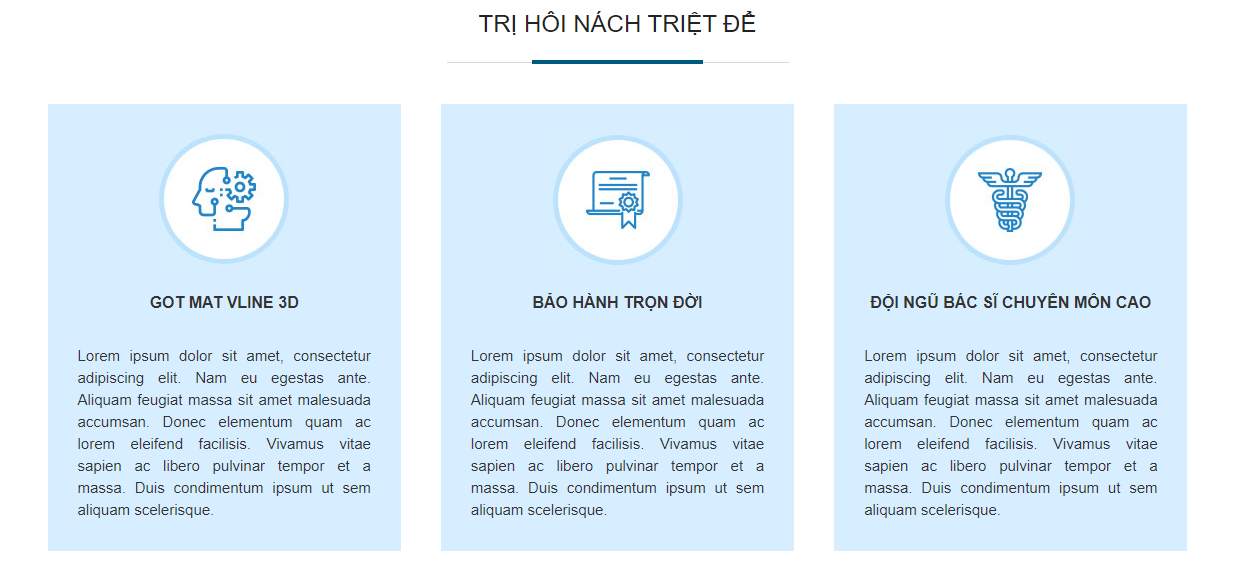 TRỊ HÔI NÁCH TRIỆT ĐỂ
GOT MAT VLINE 3D
Lorem ipsum dolor sit amet, consectetur
adipiscing elit. Nam eu egestas ante.
Aliquam feugiat massa sit amet malesuada
accumsan. Donec elementum quam ac
lorem eleifend facilisis. Vivamus vitae
sapien ac libero pulvinar tempor et a
massa. Duis condimentum ipsum ut sem
aliquam scelerisque.
BẢO HÀNH TRỌN ĐỜI
Lorem ipsum dolor sit amet, consectetur
adipiscing elit. Nam eu egestas ante.
Aliquam feugiat massa sit amet malesuada
accumsan. Donec elementum quam ac
lorem eleifend facilisis. Vivamus vitae
sapien ac libero pulvinar tempor et a
massa. Duis condimentum ipsum ut sem
aliquam scelerisque.
ĐỘI NGŨ BÁC SĨ CHUYÊN MÔN CAO
Lorem ipsum dolor sit amet, consectetur
adipiscing elit. Nam eu egestas ante.
Aliquam feugiat massa sit amet malesuada
accumsan. Donec elementum quam ac
lorem eleifend facilisis. Vivamus vitae
sapien ac libero pulvinar tempor et a
massa. Duis condimentum ipsum ut sem
aliquam scelerisque.